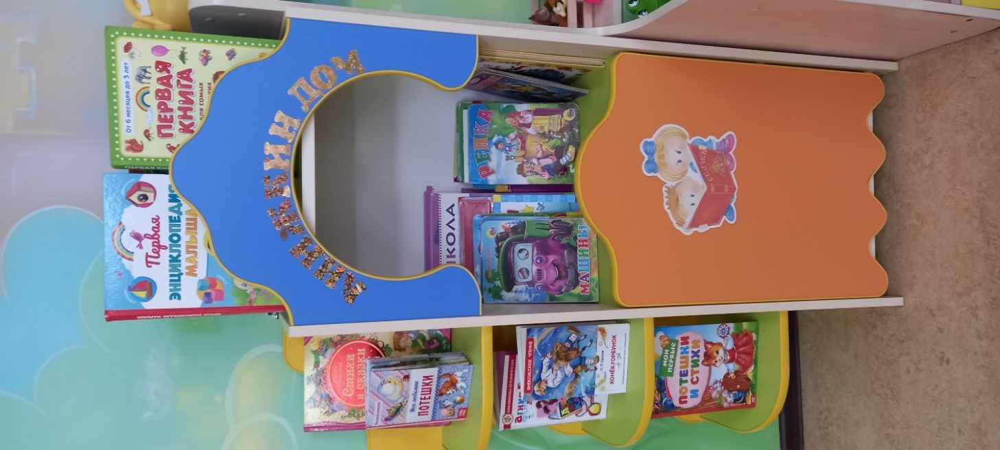 Первая
ЭНЦИКЛОПЕДИЯ
МАЛЫША
От 6 месяцев до 3 лет
ПЕРВАЯ
КНИГА
для самых
КНИЖКИН ДОМ
Стихи
и сказки
Мои любимые
ПОТЕШКИ
КОЛА
МАШИНЫ
РЕПКА
ВНЕКЛАССНОЕ ЧТЕНИЕ
П.П. Ершов
КОНЁК-ГОРБУНОК
МОИ
первые
ПОТЕШКИ
И СТИХИ
СКАЗКИ